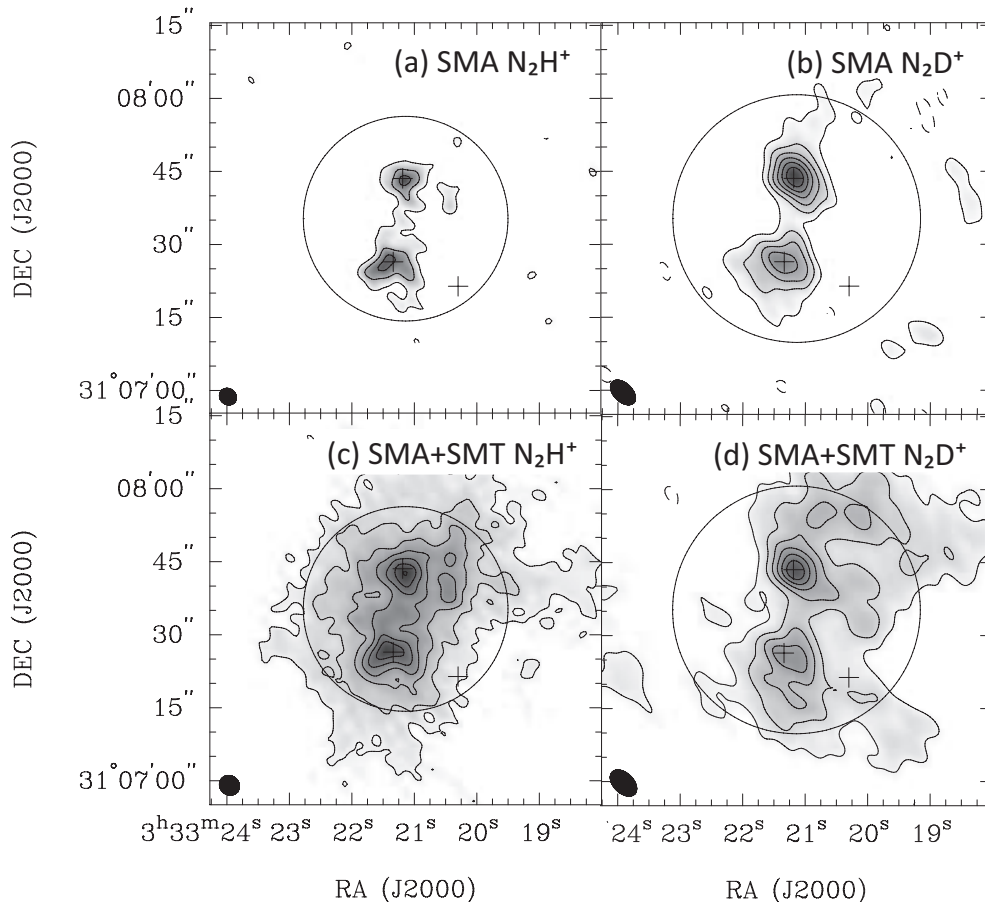 (a) SMA N₂H⁺
(b) SMA N₂D⁺
15″
08′00″
45″
30″
15″
31°07′00″
DEC (J2000)
(c) SMA+SMT N₂H⁺
(d) SMA+SMT N₂D⁺
15″
08′00″
45″
30″
15″
31°07′00″
DEC (J2000)
3ʰ33ᵐ24ˢ 22ˢ 21ˢ 20ˢ 19ˢ
24ˢ 22ˢ 21ˢ 20ˢ 19ˢ
RA (J2000)
RA (J2000)